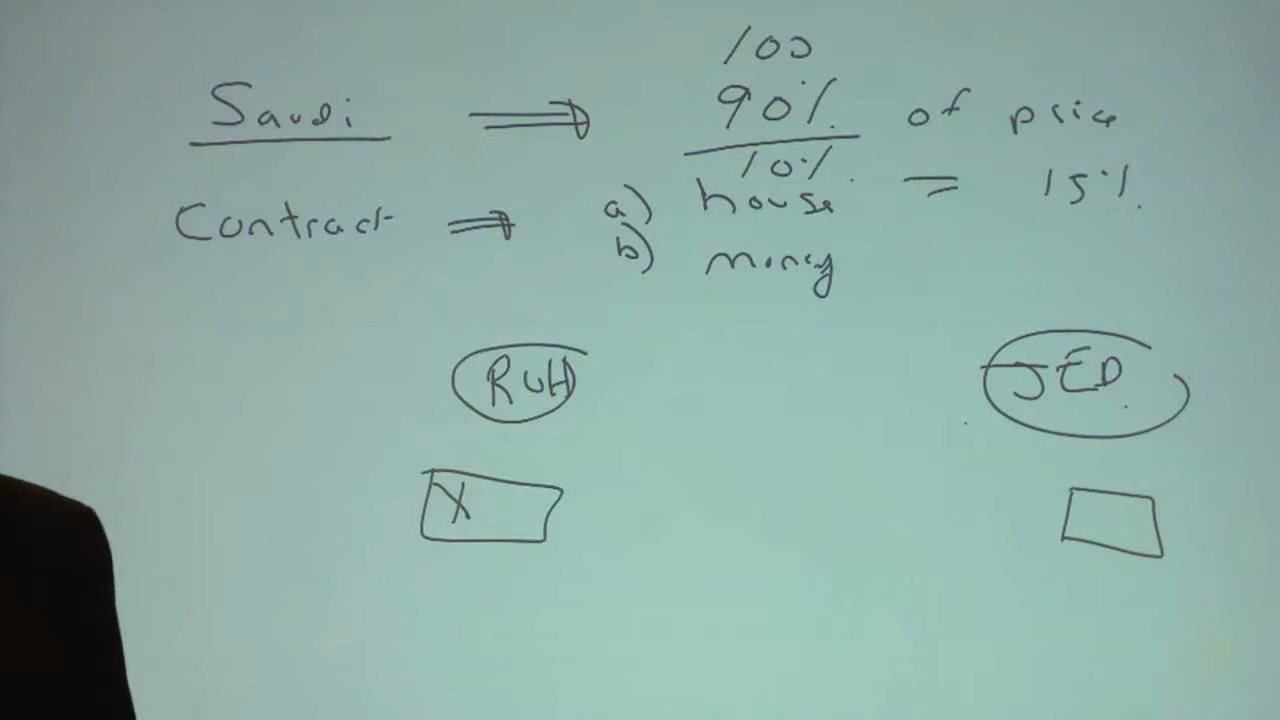 100
Saudi ⇒ 90% of price
10%
Contract ⇒ a) house = 15%
b) money
RUH JED
X